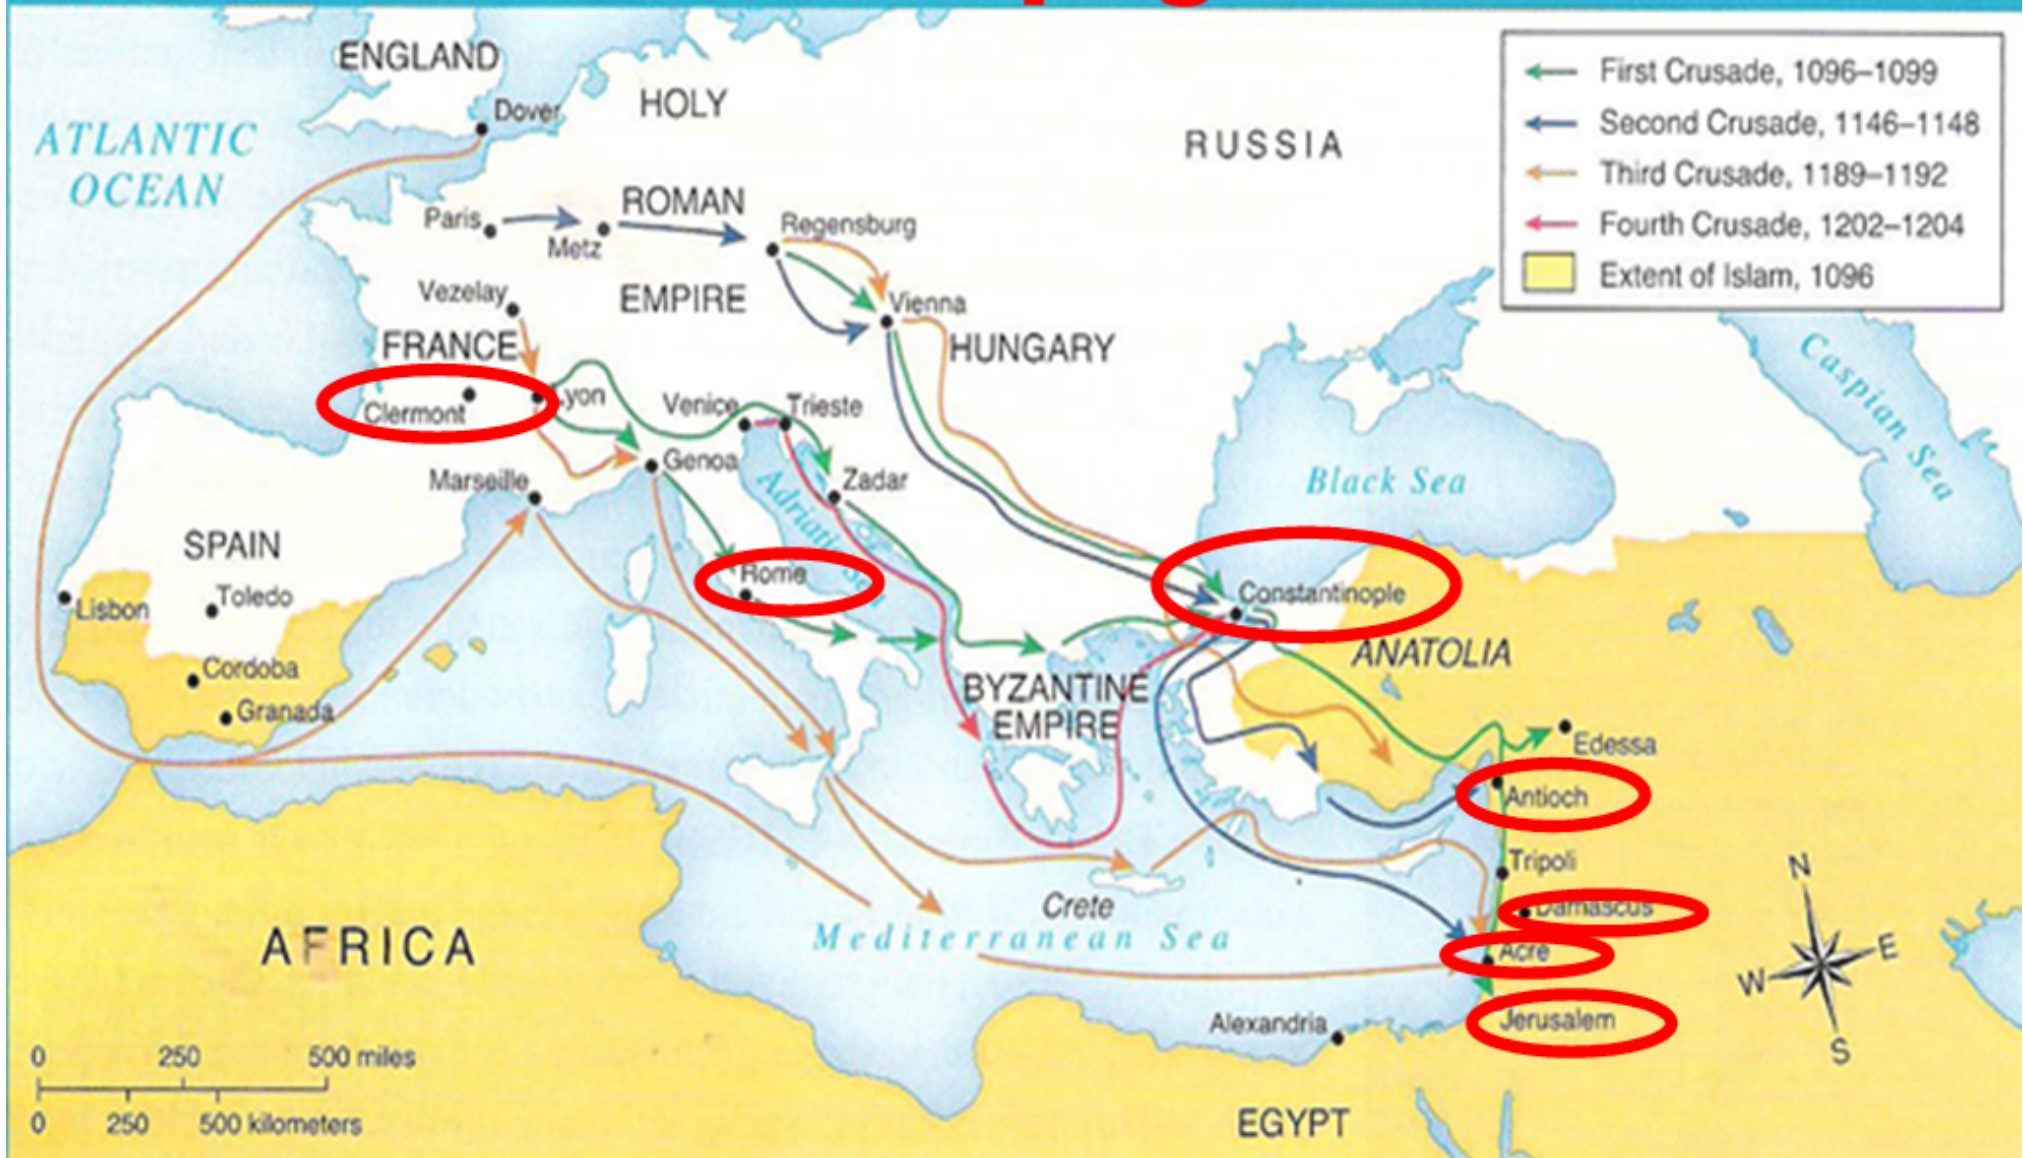 ENGLAND
Dover
HOLY
ATLANTIC
OCEAN
RUSSIA
First Crusade, 1096–1099
Second Crusade, 1146–1148
Third Crusade, 1189–1192
Fourth Crusade, 1202–1204
Extent of Islam, 1096
Paris
Metz
ROMAN
Regensburg
Vezelay
EMPIRE
Vienna
FRANCE
HUNGARY
Clermont
Lyon
Venice
Trieste
Genoa
Zadar
Marseille
Adriatic
Sea
Black Sea
Caspian Sea
SPAIN
Rome
Constantinople
Lisbon
Toledo
ANATOLIA
Cordoba
Granada
BYZANTINE
EMPIRE
Edessa
Antioch
Tripoli
Crete
Damascus
AFRICA
Mediterranean Sea
Acre
Jerusalem
Alexandria
N
E
W
S
0 250 500 miles
0 250 500 kilometers
EGYPT